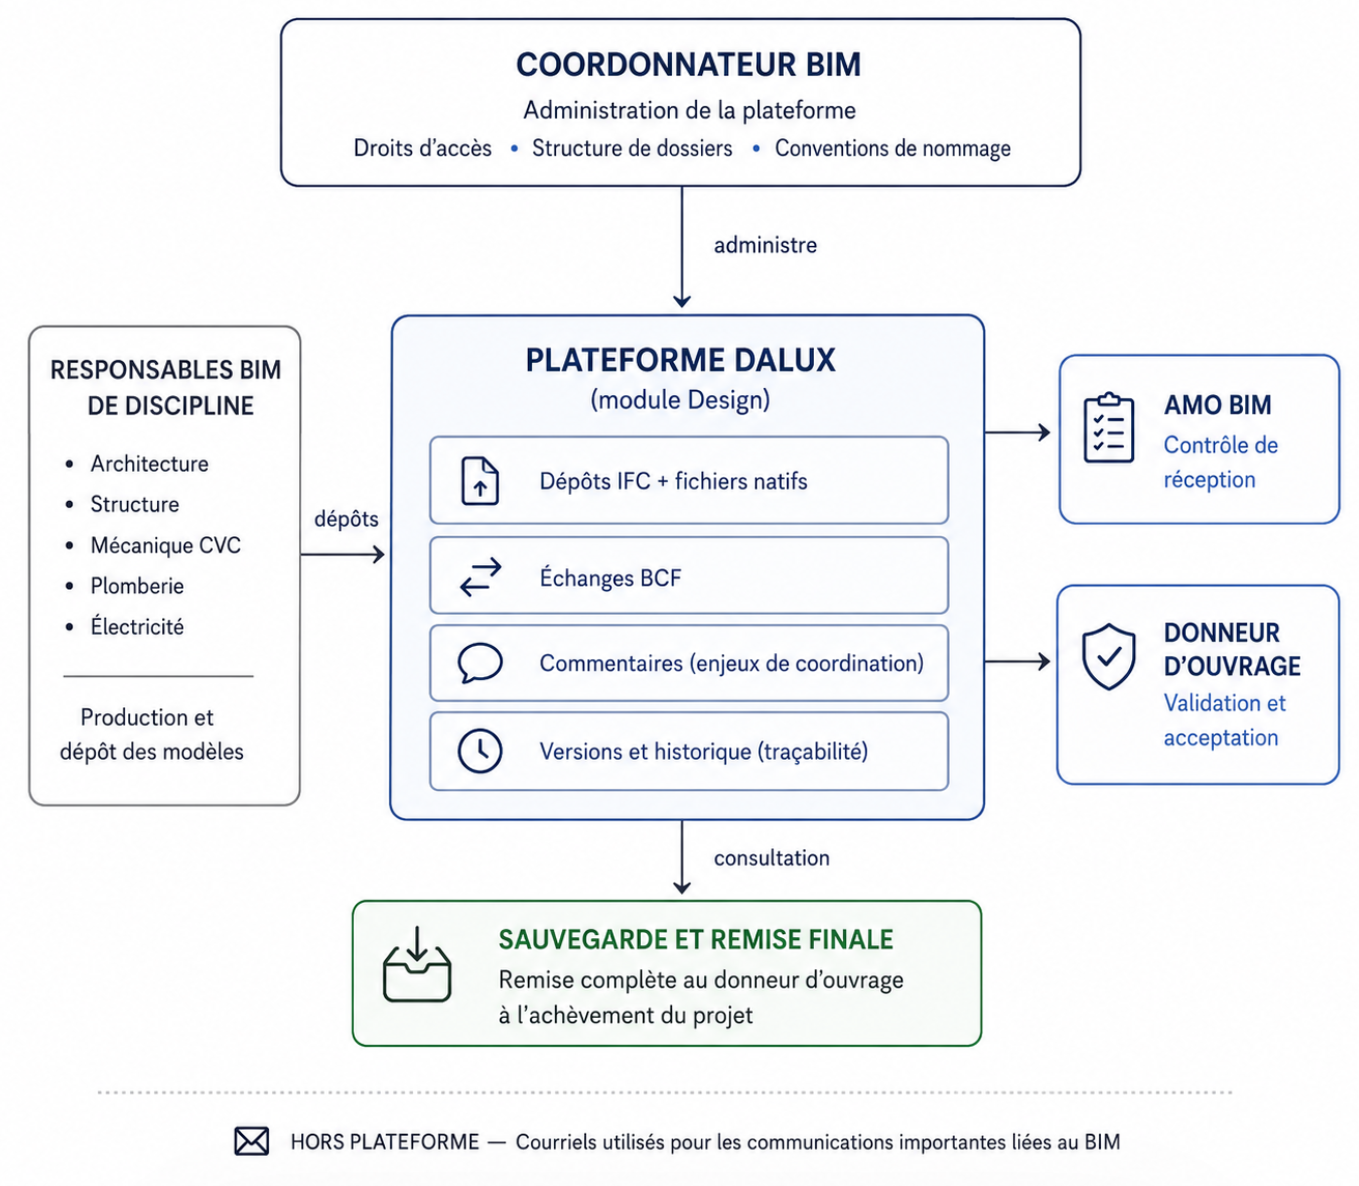 COORDONNATEUR BIM
Administration de la plateforme
Droits d'accès • Structure de dossiers • Conventions de nommage
administre
RESPONSABLES BIM
DE DISCIPLINE
• Architecture
• Structure
• Mécanique CVC
• Plomberie
• Électricité
Production et
dépôt des modèles
dépôts
PLATEFORME DALUX
(module Design)
Dépôts IFC + fichiers natifs
Échanges BCF
Commentaires (enjeux de coordination)
Versions et historique (traçabilité)
AMO BIM
Contrôle de
réception
DONNEUR
D'OUVRAGE
Validation et
acceptation
consultation
SAUVEGARDE ET REMISE FINALE
Remise complète au donneur d'ouvrage
à l'achèvement du projet
HORS PLATEFORME — Courriels utilisés pour les communications importantes liées au BIM